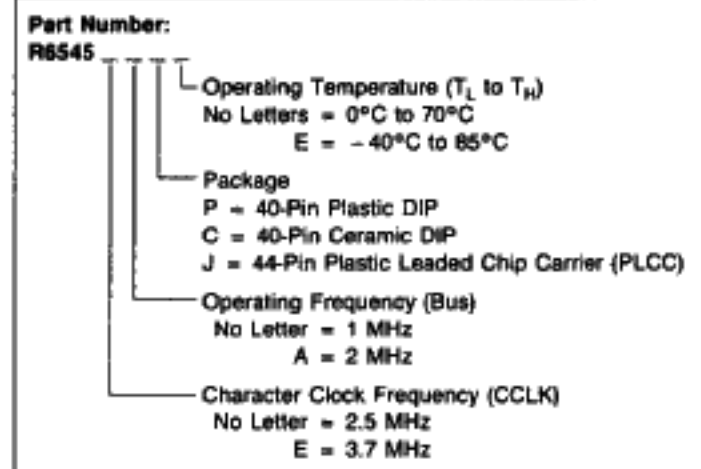 Part Number:
R6545 _ _ _ _
Operating Temperature (TL to TH)
No Letters = 0°C to 70°C
E = –40°C to 85°C
Package
P = 40-Pin Plastic DIP
C = 40-Pin Ceramic DIP
J = 44-Pin Plastic Leaded Chip Carrier (PLCC)
Operating Frequency (Bus)
No Letter = 1 MHz
A = 2 MHz
Character Clock Frequency (CCLK)
No Letter = 2.5 MHz
E = 3.7 MHz